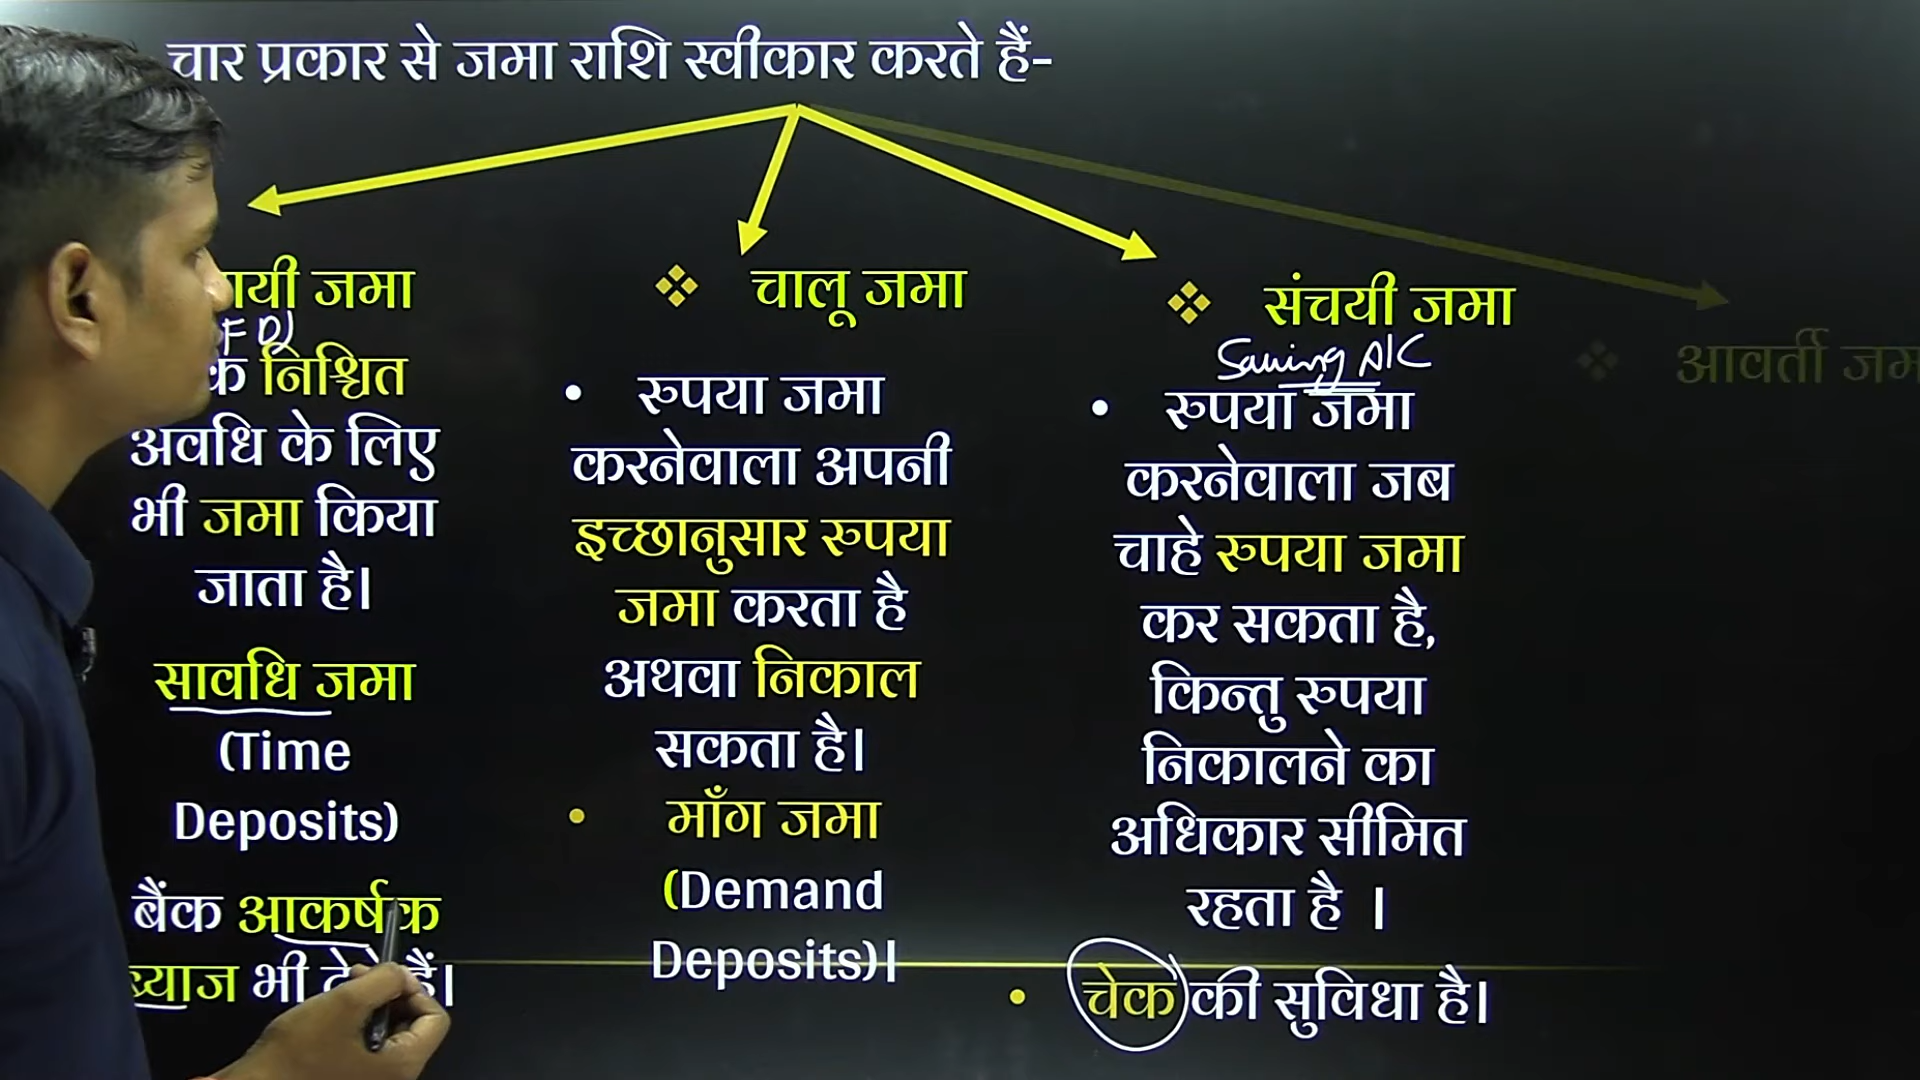 चार प्रकार से जमा राशि स्वीकार करते हैं-
जमा
FD
निश्चित
अवधि के लिए
भी जमा किया
जाता है।
सावधि जमा
(Time
Deposits)
बैंक आकर्षक
ब्याज भी देते हैं।
चालू जमा
• रुपया जमा
करनेवाला अपनी
इच्छानुसार रुपया
जमा करता है
अथवा निकाल
सकता है।
• माँग जमा
(Demand
Deposits)।
संचयी जमा
Saving A/C
• रुपया जमा
करनेवाला जब
चाहे रुपया जमा
कर सकता है,
किन्तु रुपया
निकालने का
अधिकार सीमित
रहता है ।
• चेक की सुविधा है।
आवर्ती